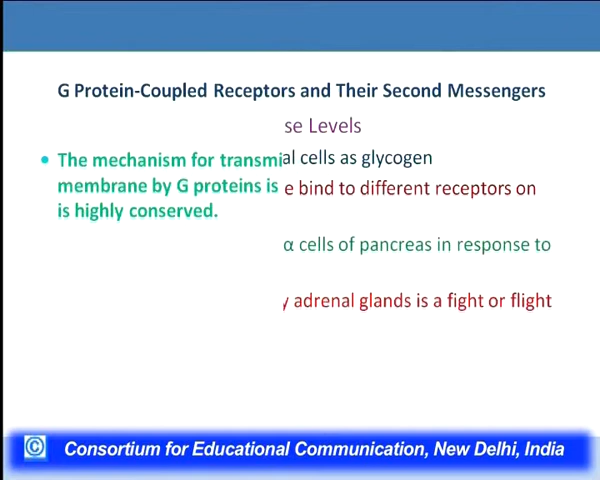 G Protein-Coupled Receptors and Their Second Messengers
se Levels
The mechanism for transmi
al cells as glycogen
membrane by G proteins is
e bind to different receptors on
is highly conserved.
α cells of pancreas in response to
y adrenal glands is a fight or flight
© Consortium for Educational Communication, New Delhi, India